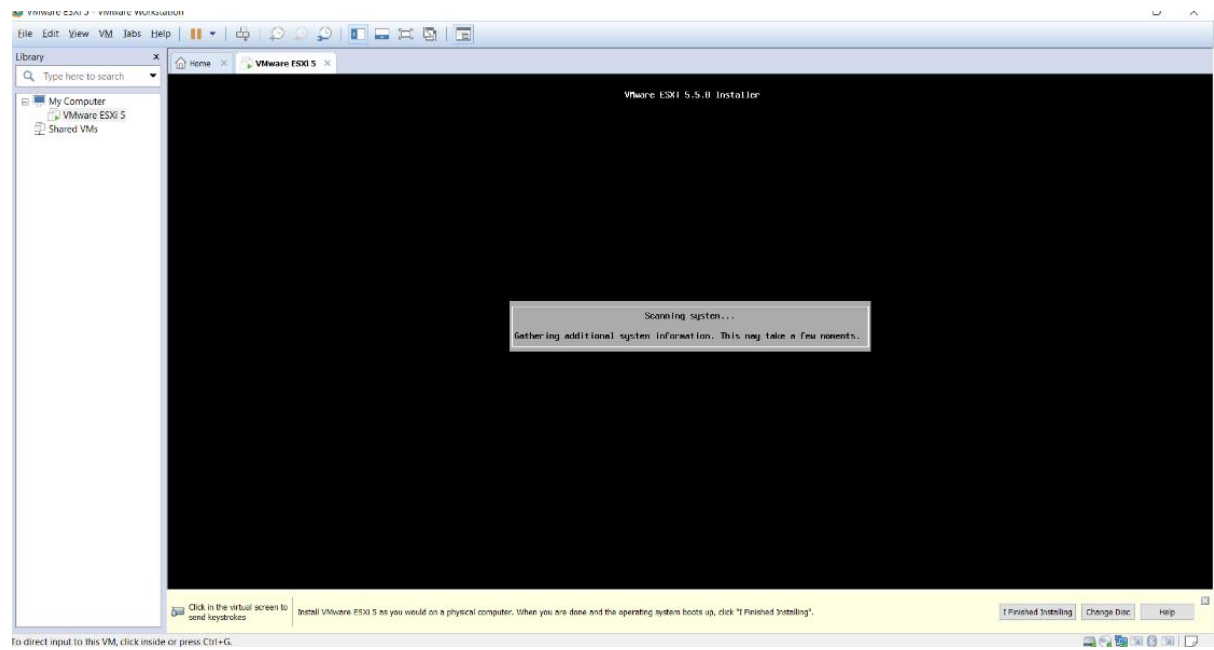 VMware ESXi 5 - VMware Workstation
File Edit View VM Tabs Help
Library x
Home × VMware ESXi 5 ×
Type here to search
My Computer
VMware ESXi 5
Shared VMs
VMware ESXi 5.5.0 Installer
Scanning system...
Gathering additional system information. This may take a few moments.
Click in the virtual screen to
send keystrokes
Install VMware ESXi 5 as you would on a physical computer. When you are done and the operating system boots up, click "I Finished Installing".
I Finished Installing Change Disc Help
To direct input to this VM, click inside or press Ctrl+G.